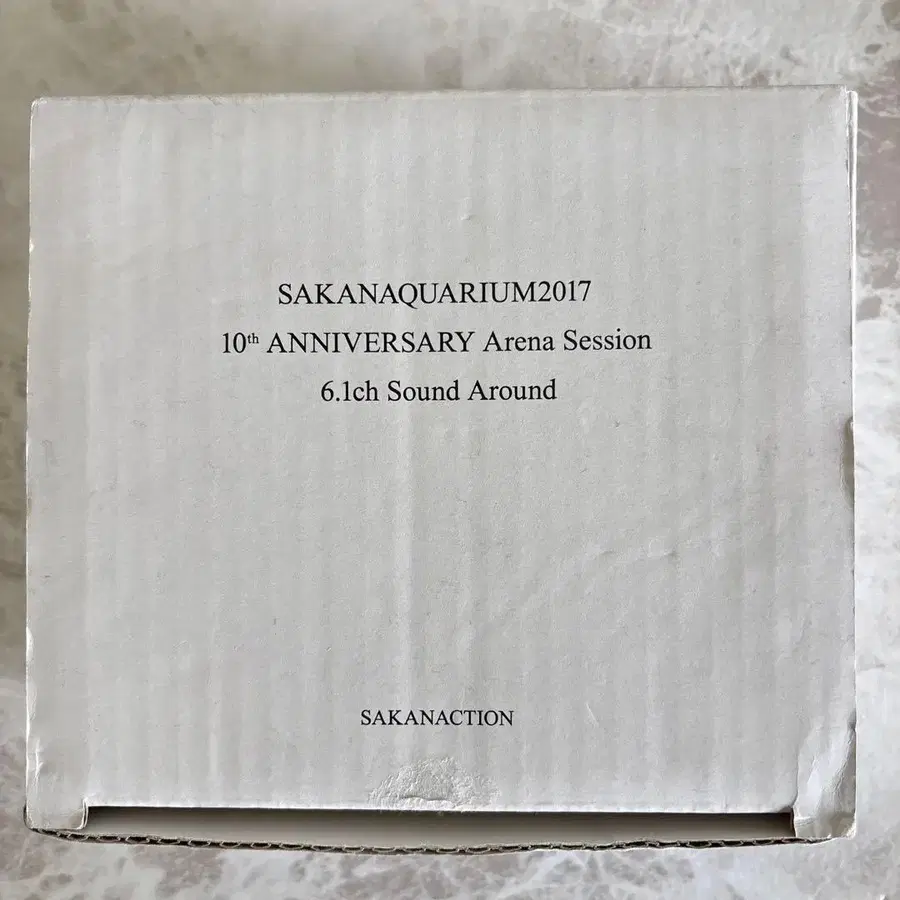 SAKANAQUARIUM2017
10th ANNIVERSARY Arena Session
6.1ch Sound Around
SAKANACTION